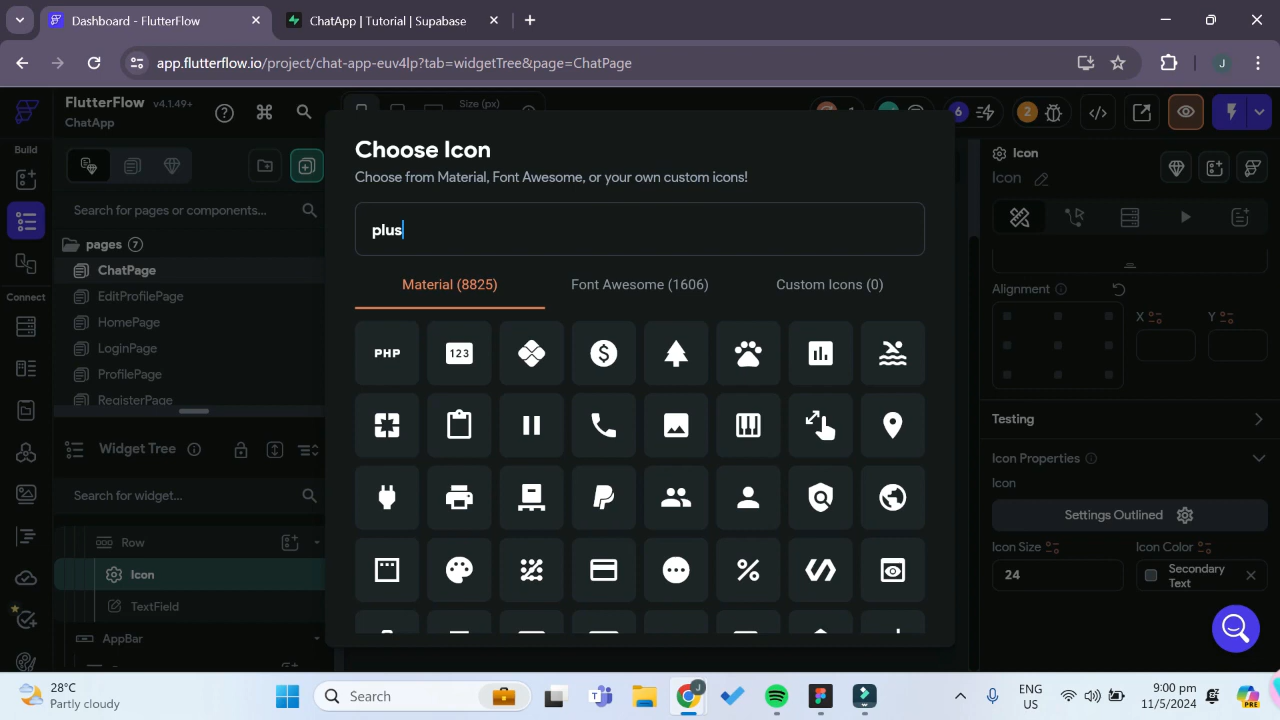 Dashboard - FlutterFlow
ChatApp | Tutorial | Supabase
app.flutterflow.io/project/chat-app-euv4lp?tab=widgetTree&page=ChatPage
J
FlutterFlow v4.1.49+
ChatApp
Size (px)
1
6
2
Build
Connect
Search for pages or components...
pages 7
ChatPage
EditProfilePage
HomePage
LoginPage
ProfilePage
RegisterPage
Widget Tree
Search for widget...
Row
Icon
TextField
AppBar
Choose Icon
Choose from Material, Font Awesome, or your own custom icons!
plus
Material (8825)
Font Awesome (1606)
Custom Icons (0)
PHP
123
Icon
Icon
Alignment
X
Y
Testing
Icon Properties
Icon
Settings Outlined
Icon Size
Icon Color
24
Secondary
Text
28°C
Partly cloudy
Search
J
ENG
US
9:00 pm
11/5/2024
PRE